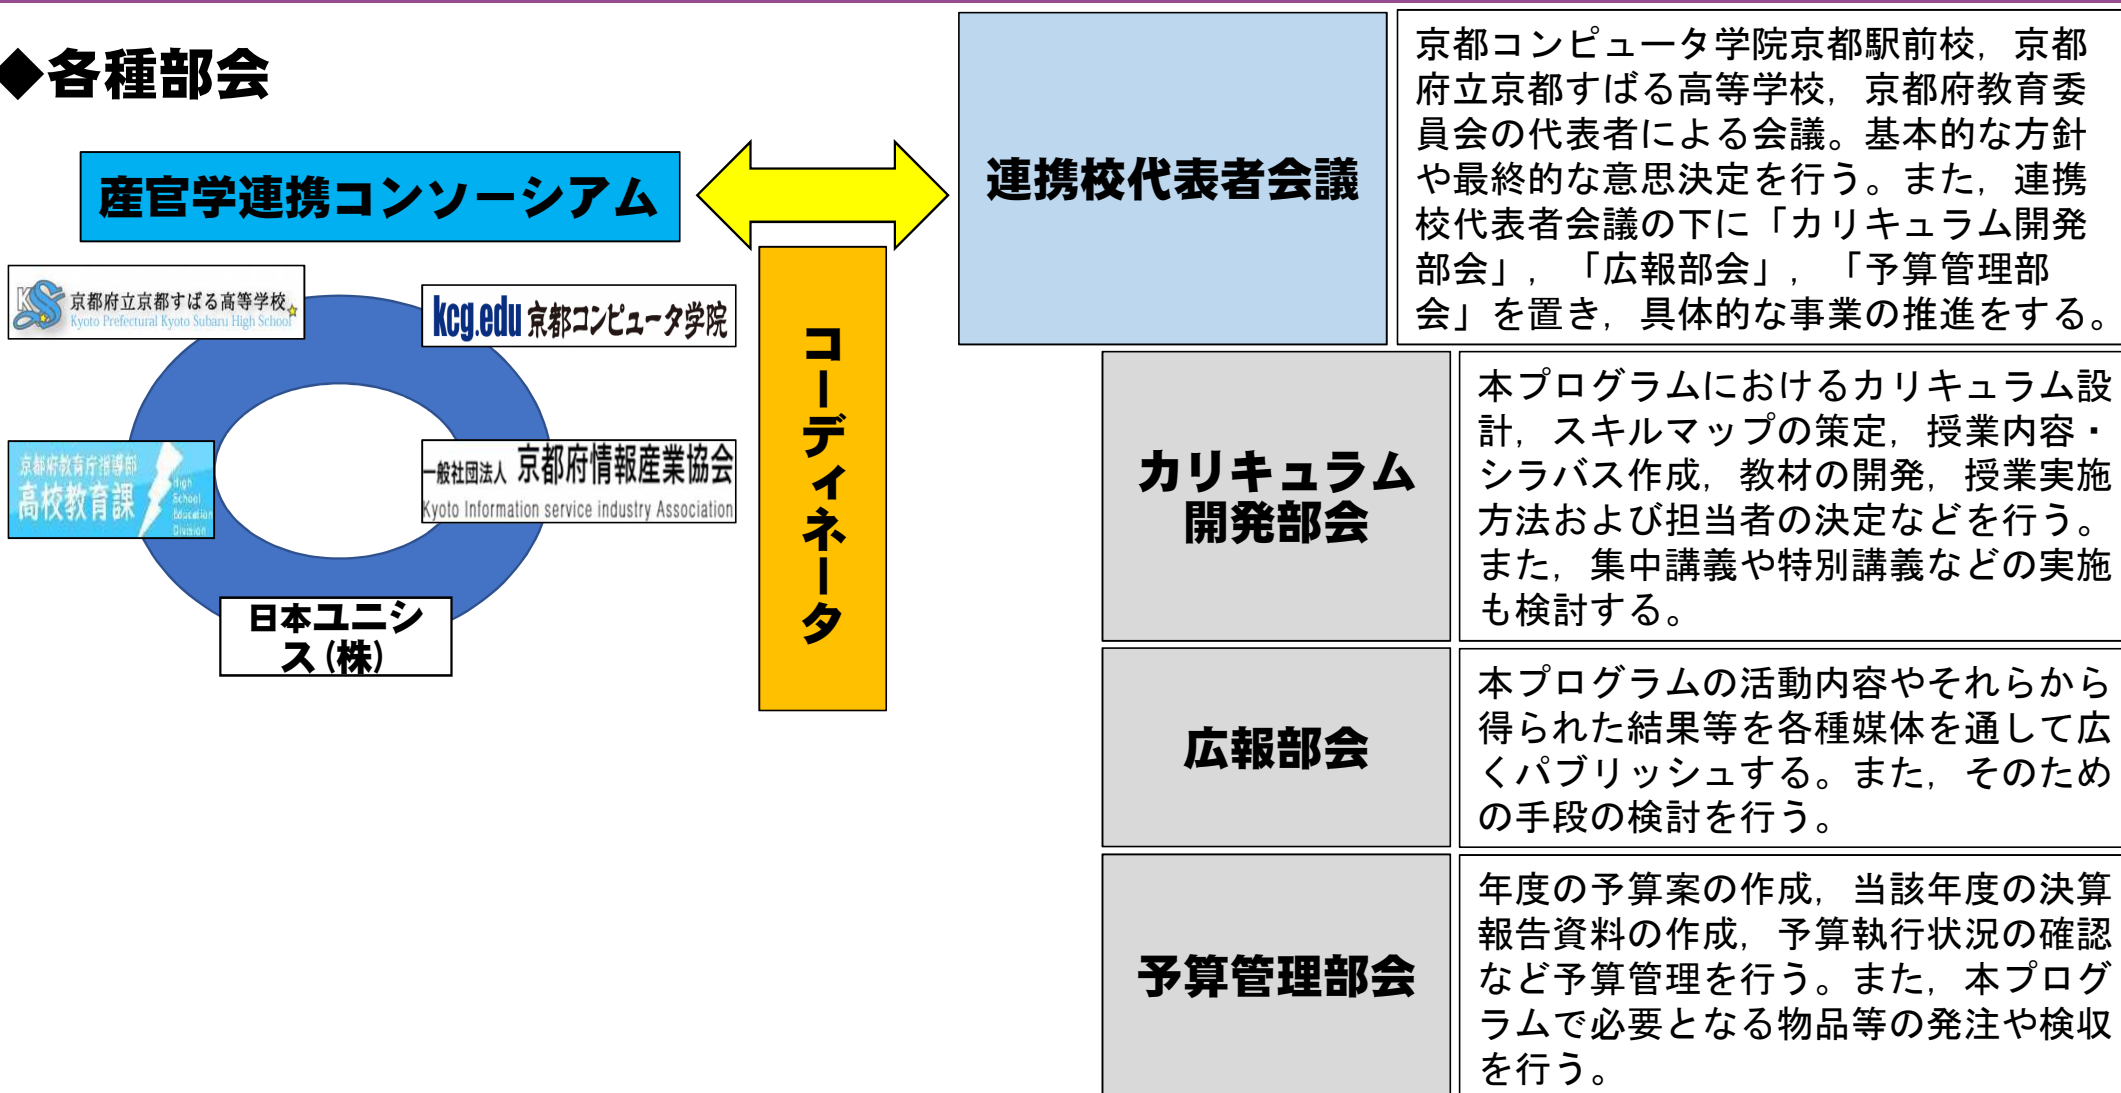 ◆各種部会
産官学連携コンソーシアム
京都府立京都すばる高等学校
Kyoto Prefectural Kyoto Subaru High School
kcg.edu 京都コンピュータ学院
京都府教育庁指導部
高校教育課
High
School
Education
Division
一般社団法人 京都府情報産業協会
Kyoto Information service industry Association
日本ユニシ
ス(株)
コーディネータ
連携校代表者会議
京都コンピュータ学院京都駅前校，京都
府立京都すばる高等学校，京都府教育委
員会の代表者による会議。基本的な方針
や最終的な意思決定を行う。また，連携
校代表者会議の下に「カリキュラム開発
部会」，「広報部会」，「予算管理部
会」を置き，具体的な事業の推進をする。
カリキュラム
開発部会
本プログラムにおけるカリキュラム設
計，スキルマップの策定，授業内容・
シラバス作成，教材の開発，授業実施
方法および担当者の決定などを行う。
また，集中講義や特別講義などの実施
も検討する。
広報部会
本プログラムの活動内容やそれらから
得られた結果等を各種媒体を通して広
くパブリッシュする。また，そのため
の手段の検討を行う。
予算管理部会
年度の予算案の作成，当該年度の決算
報告資料の作成，予算執行状況の確認
など予算管理を行う。また，本プログ
ラムで必要となる物品等の発注や検収
を行う。